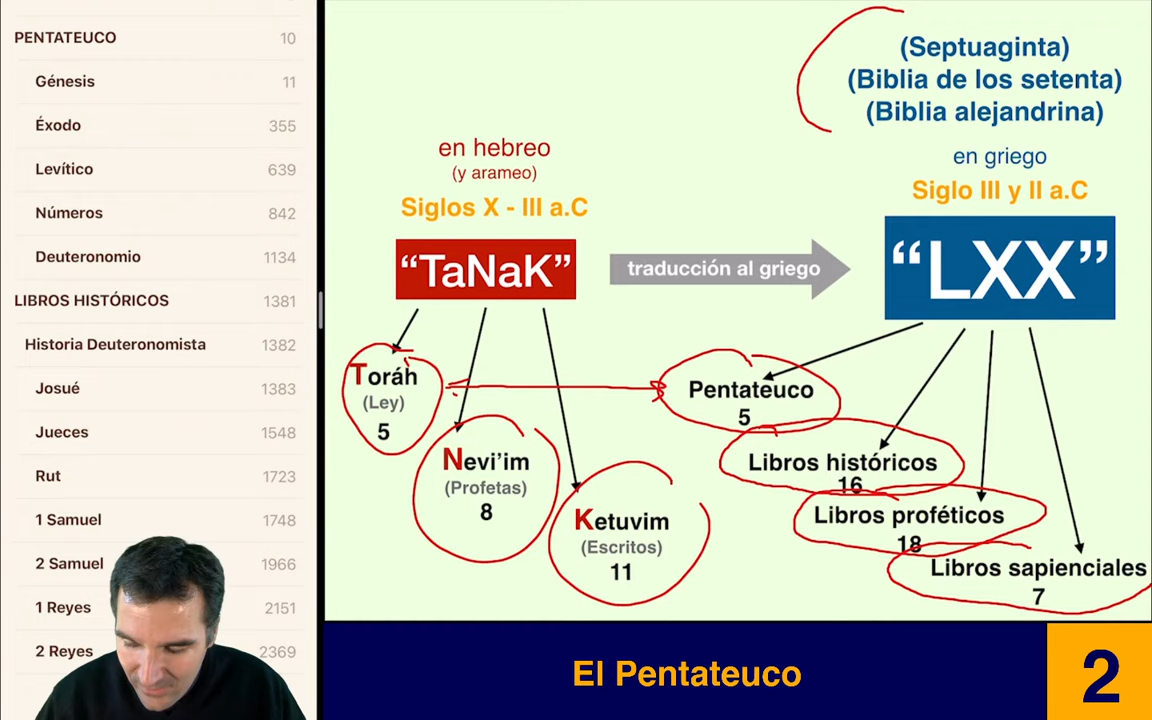 PENTATEUCO 10
Génesis 11
Éxodo 355
Levítico 639
Números 842
Deuteronomio 1134
LIBROS HISTÓRICOS 1381
Historia Deuteronomista 1382
Josué 1383
Jueces 1548
Rut 1723
1 Samuel 1748
2 Samuel 1966
1 Reyes 2151
2 Reyes 2369
en hebreo
(y arameo)
Siglos X - III a.C
“TaNaK”
Toráh
(Ley)
5
Nevi’im
(Profetas)
8
Ketuvim
(Escritos)
11
traducción al griego
(Septuaginta)
(Biblia de los setenta)
(Biblia alejandrina)
en griego
Siglo III y II a.C
“LXX”
Pentateuco
5
Libros históricos
16
Libros proféticos
18
Libros sapienciales
7
El Pentateuco
2